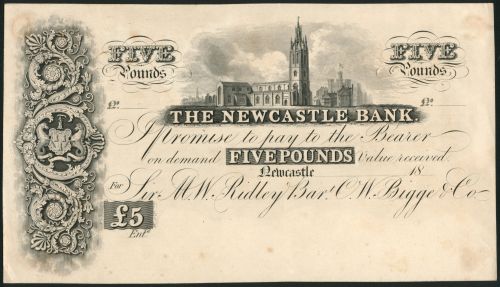 FIVE FIVE
Pounds Pounds
No No
THE NEWCASTLE BANK.
I promise to pay to the Bearer
on demand FIVE POUNDS Value received
Newcastle 18
For Sir M.W. Ridley Bart. C.W. Bigge & Co
£5
Entd.